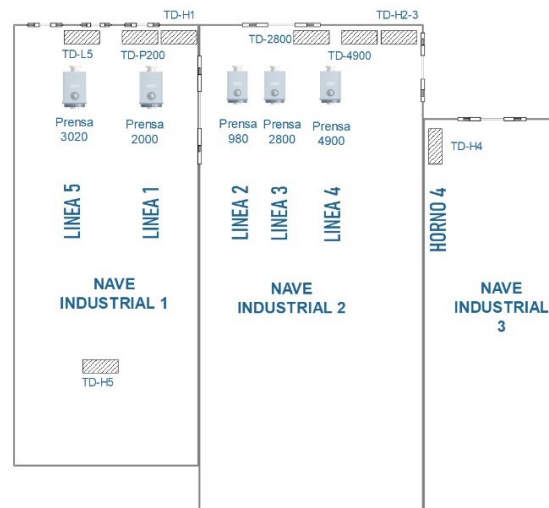 TD-H1
TD-L5
TD-P200
TD-2800
TD-H2-3
TD-4900
Prensa
3020
Prensa
2000
Prensa
980
Prensa
2800
Prensa
4900
TD-H4
LINEA 5
LINEA 1
LINEA 2
LINEA 3
LINEA 4
HORNO 4
NAVE
INDUSTRIAL 1
NAVE
INDUSTRIAL 2
NAVE
INDUSTRIAL
3
TD-H5